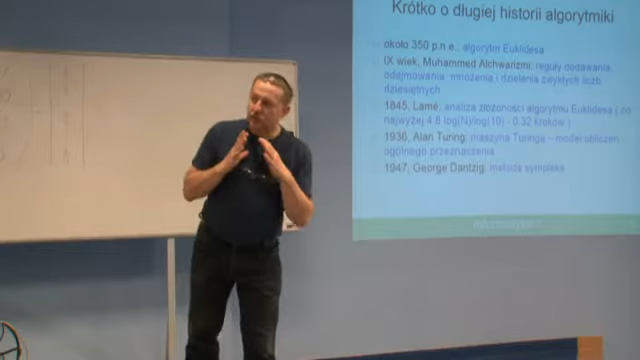 Krótko o długiej historii algorytmiki
około 350 p.n.e., algorytm Euklidesa
IX wiek, Muhammed Alchwarizmi: reguły dodawania,
odejmowania, mnożenia i dzielenia zwykłych liczb
dziesiętnych
1845, Lamé: analiza złożoności algorytmu Euklidesa ( co
najwyżej 4.8 log(N)/log(10) - 0.32 kroków )
1936, Alan Turing: maszyna Turinga – model obliczeń
ogólnego przeznaczenia
1947, George Dantzig: metoda sympleks